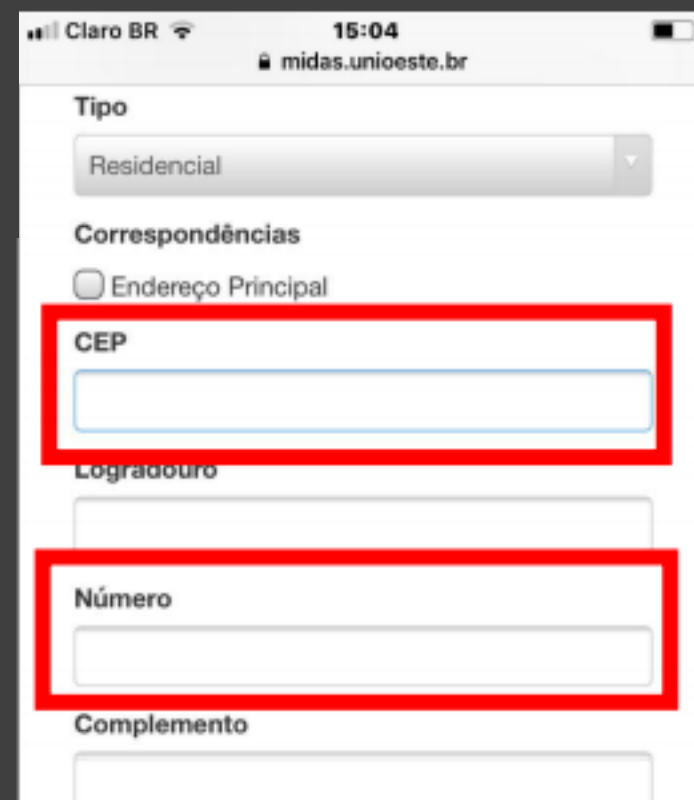 Claro BR 15:04
midas.unioeste.br
Tipo
Residencial
Correspondências
Endereço Principal
CEP
Logradouro
Número
Complemento